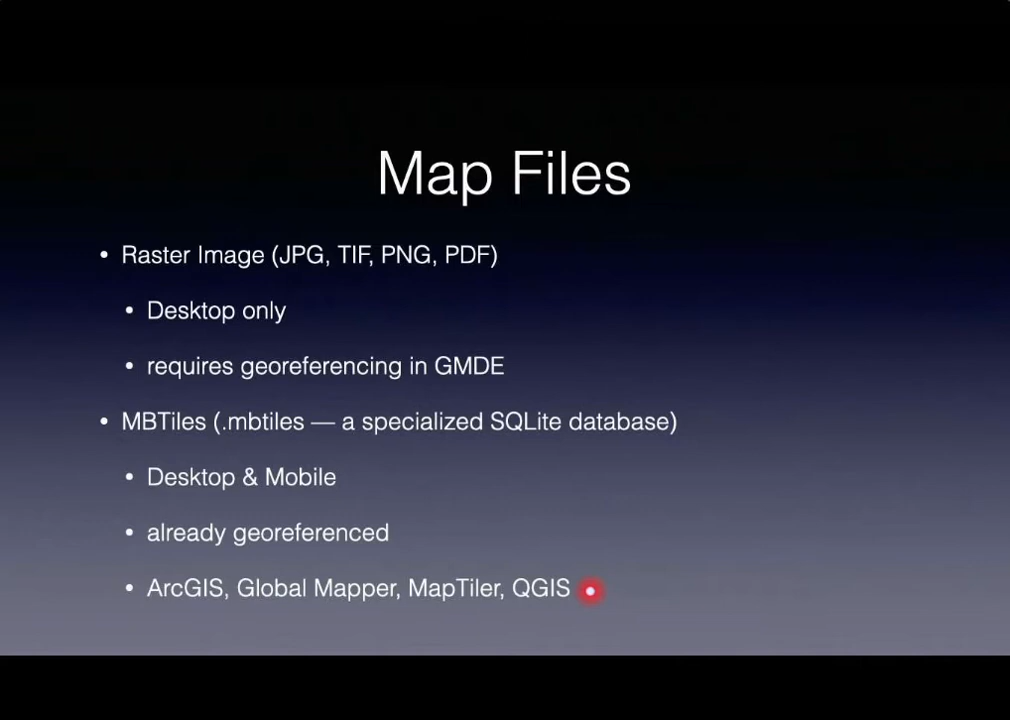 Map Files
• Raster Image (JPG, TIF, PNG, PDF)
• Desktop only
• requires georeferencing in GMDE
• MBTiles (.mbtiles — a specialized SQLite database)
• Desktop & Mobile
• already georeferenced
• ArcGIS, Global Mapper, MapTiler, QGIS